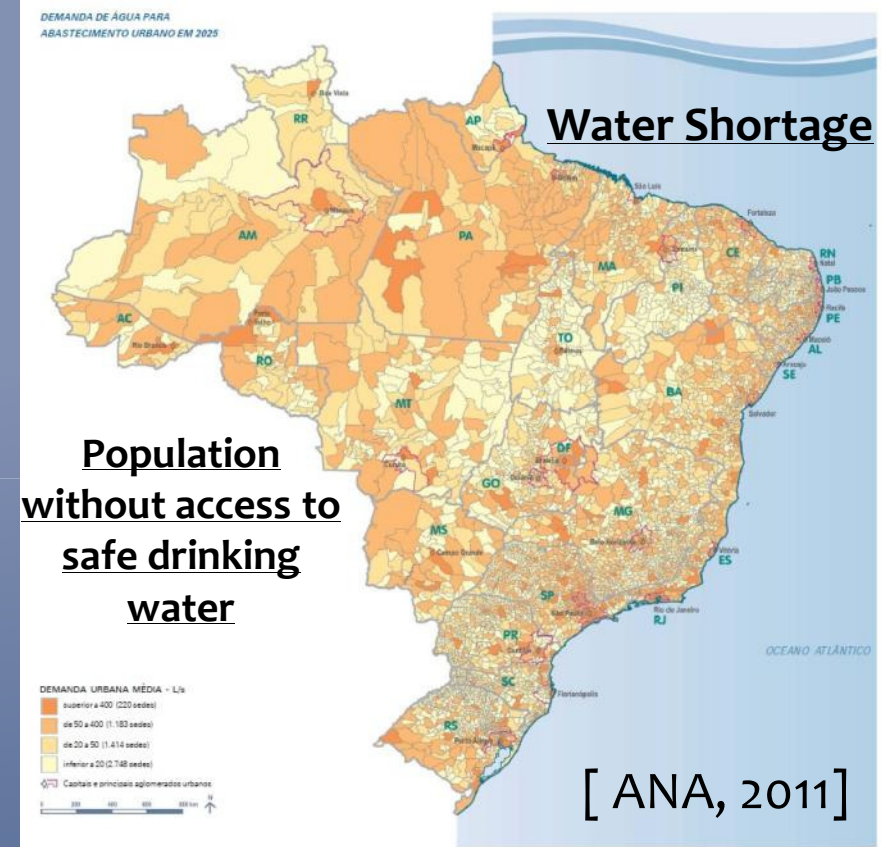 DEMANDA DE ÁGUA PARA
ABASTECIMENTO URBANO EM 2025
Water Shortage
Boa Vista
RR
AP
Macapá
Belém
São Luís
Fortaleza
Manaus
AM
PA
Teresina
CE
MA
RN
Natal
PI
PB
João Pessoa
Recife
PE
AC
Porto
Velho
TO
Maceió
AL
Rio Branco
Palmas
Aracaju
SE
RO
BA
MT
Salvador
Population
without access to
safe drinking
water
DF
Cuiabá
Brasília
Goiânia
GO
MG
MS
Campo Grande
Belo Horizonte
Vitória
ES
SP
São Paulo
Rio de Janeiro
RJ
PR
Curitiba
OCEANO ATLÂNTICO
SC
Florianópolis
DEMANDA URBANA MÉDIA - L/s
superior a 400 (220 sedes)
de 50 a 400 (1.183 sedes)
RS
de 20 a 50 (1.414 sedes)
Porto Alegre
inferior a 20 (2.748 sedes)
Capitais e principais aglomerados urbanos
[ ANA, 2011]
N